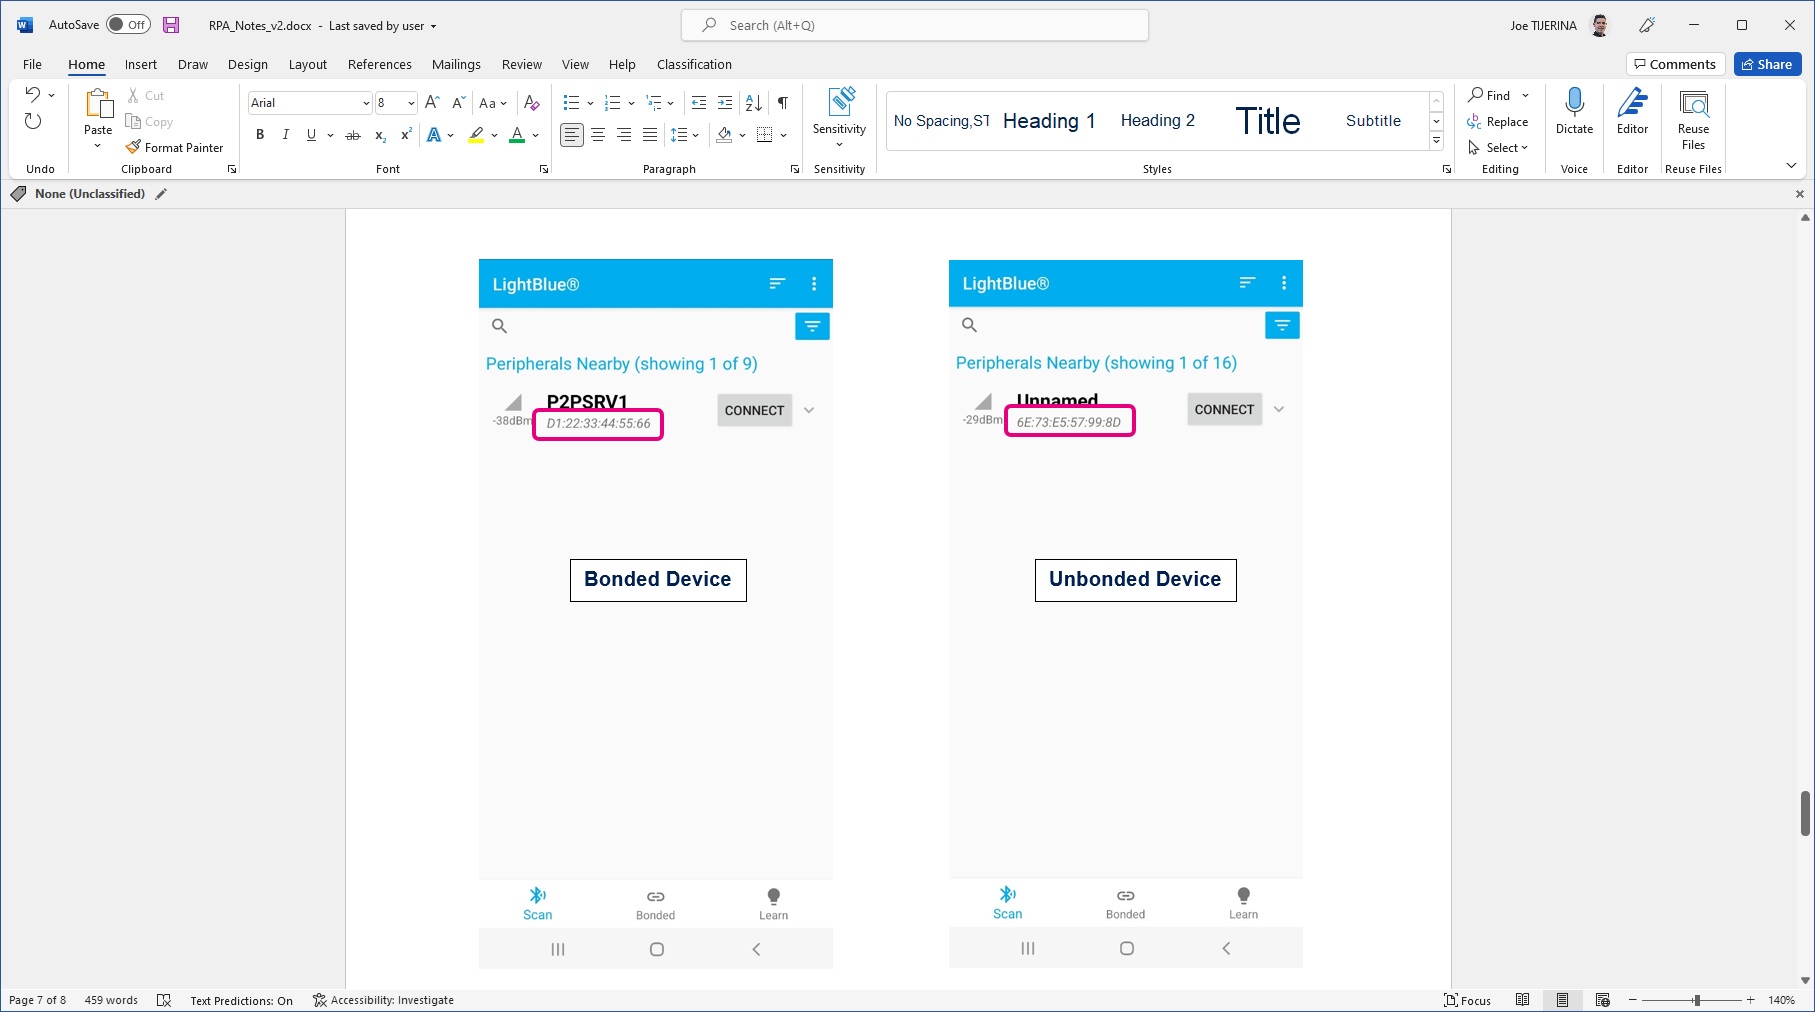 AutoSave Off RPA_Notes_v2.docx - Last saved by user Search (Alt+Q) Joe TIJERINA
File Home Insert Draw Design Layout References Mailings Review View Help Classification Comments Share
Paste Cut Copy Format Painter
Arial 8 Aa
B I U ab x2 x2 A A
Sensitivity
No Spacing,ST Heading 1 Heading 2 Title Subtitle
Find Replace Select
Dictate Editor Reuse Files
Undo Clipboard Font Paragraph Sensitivity Styles Editing Voice Editor Reuse Files
None (Unclassified)
LightBlue®
Peripherals Nearby (showing 1 of 9)
P2PSRV1
-38dBm D1:22:33:44:55:66 CONNECT
Bonded Device
Scan Bonded Learn
LightBlue®
Peripherals Nearby (showing 1 of 16)
Unnamed
-29dBm 6E:73:E5:57:99:8D CONNECT
Unbonded Device
Scan Bonded Learn
Page 7 of 8 459 words Text Predictions: On Accessibility: Investigate Focus 140%